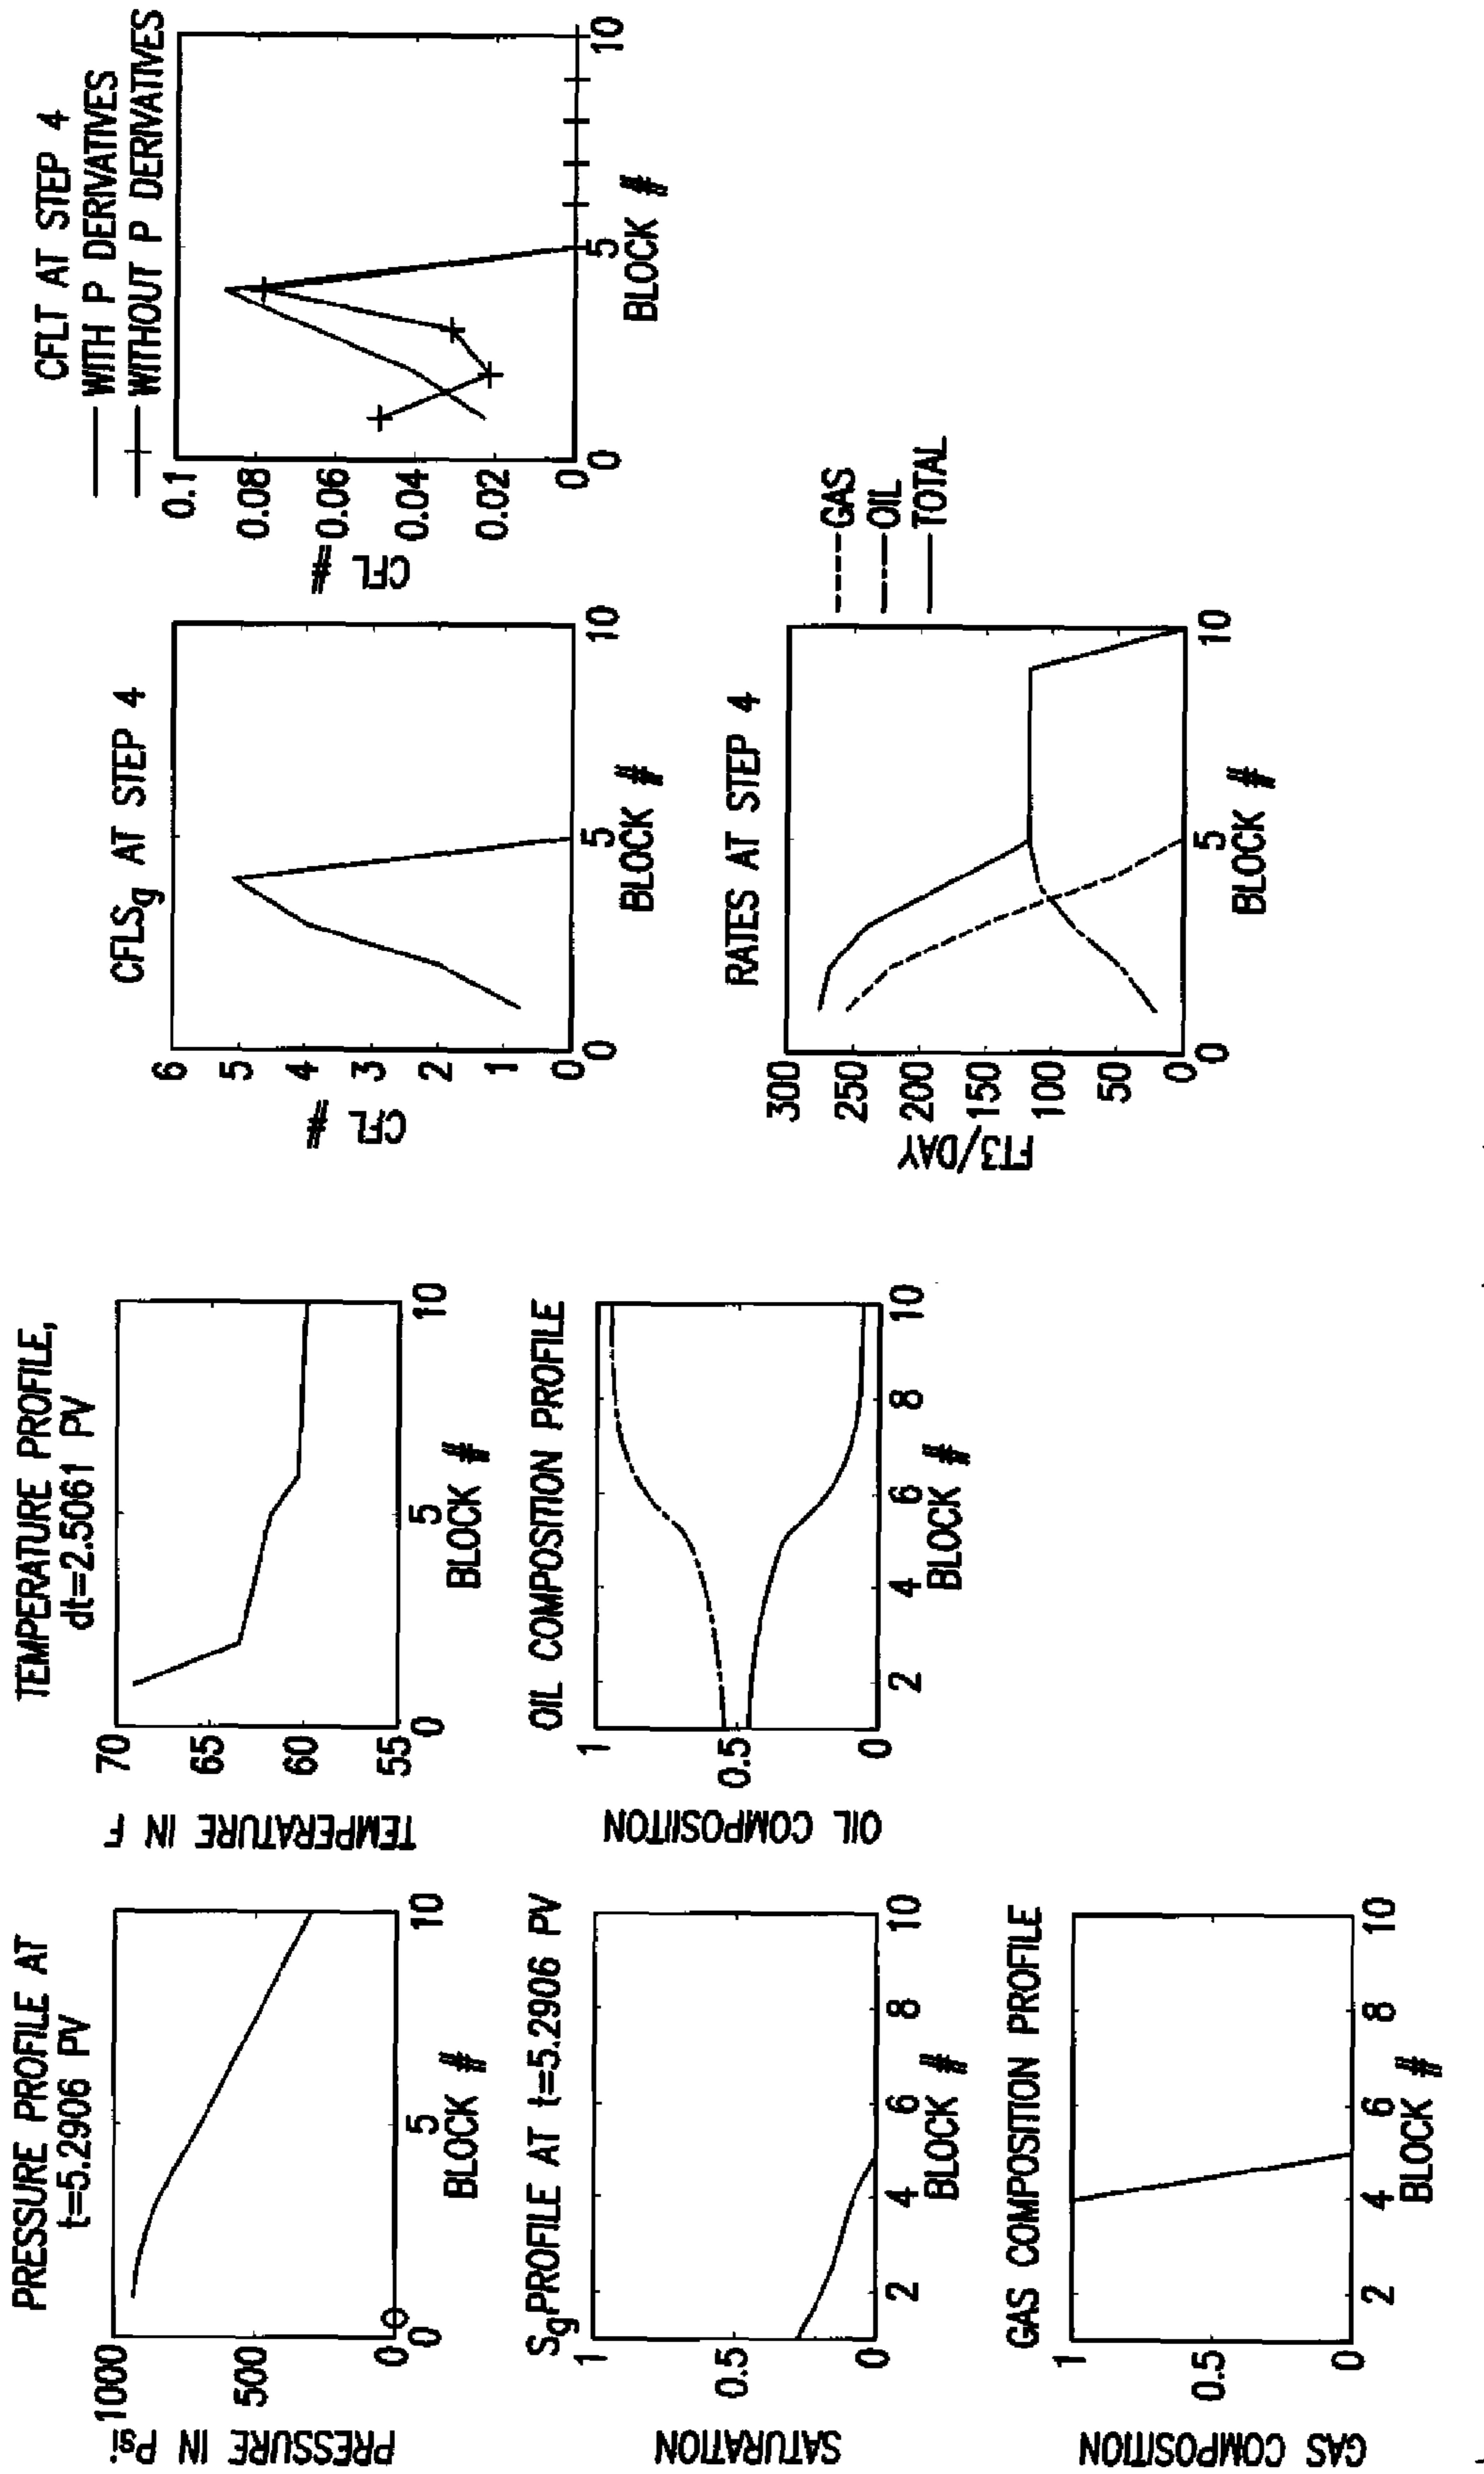 PRESSURE PROFILE AT
t=5.2906 PV
PRESSURE IN Psi
1000
500
0
0
5
10
BLOCK #
TEMPERATURE PROFILE,
dt=2.5061 PV
TEMPERATURE IN F
70
65
60
55
0
5
10
BLOCK #
CFLSg AT STEP 4
CFL #
6
5
4
3
2
1
0
0
5
10
BLOCK #
CFLT AT STEP 4
WITH P DERIVATIVES
WITHOUT P DERIVATIVES
CFL #
0.1
0.08
0.06
0.04
0.02
0
0
5
10
BLOCK #
Sg PROFILE AT t=5.2906 PV
SATURATION
1
0.5
0
2
4
6
8
10
BLOCK #
OIL COMPOSITION PROFILE
OIL COMPOSIITON
1
0.5
0
2
4
6
8
10
BLOCK #
RATES AT STEP 4
FT3/DAY
300
250
200
150
100
50
0
0
5
10
BLOCK #
GAS
OIL
TOTAL
GAS COMPOSITION PROFILE
GAS COMPOSITION
1
0.5
0
2
4
6
8
10
BLOCK #